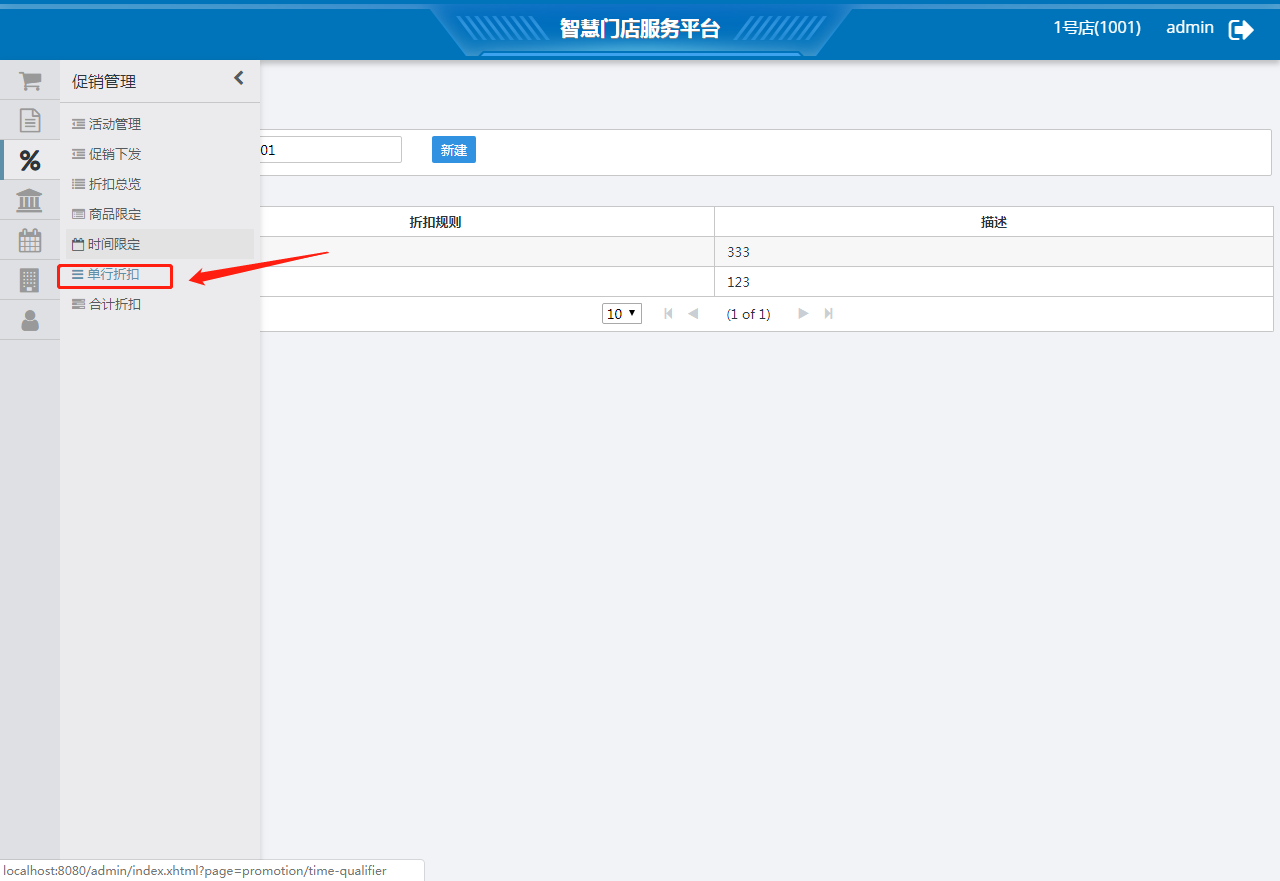 智慧门店服务平台
1号店(1001)
admin
促销管理
活动管理
促销下发
折扣总览
商品限定
时间限定
单行折扣
合计折扣
01
新建
折扣规则
描述
333
123
10
(1 of 1)
localhost:8080/admin/index.xhtml?page=promotion/time-qualifier